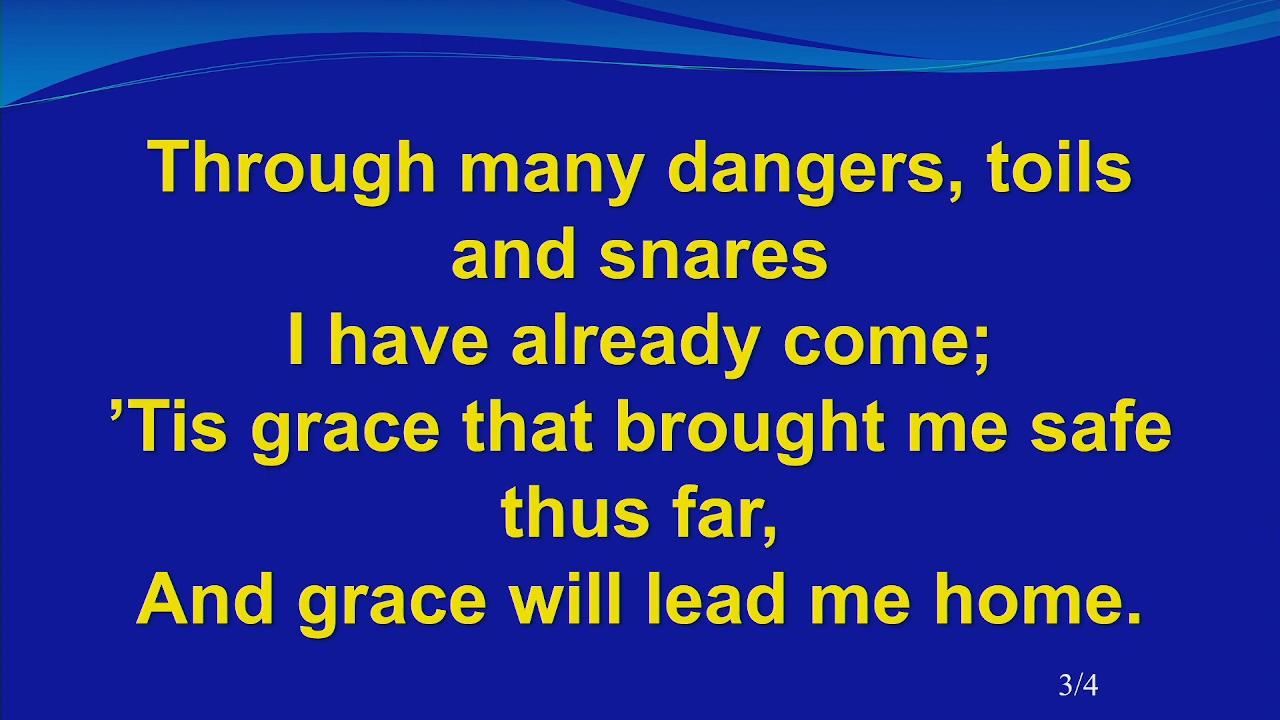 Through many dangers, toils
and snares
I have already come;
’Tis grace that brought me safe
thus far,
And grace will lead me home.
3/4